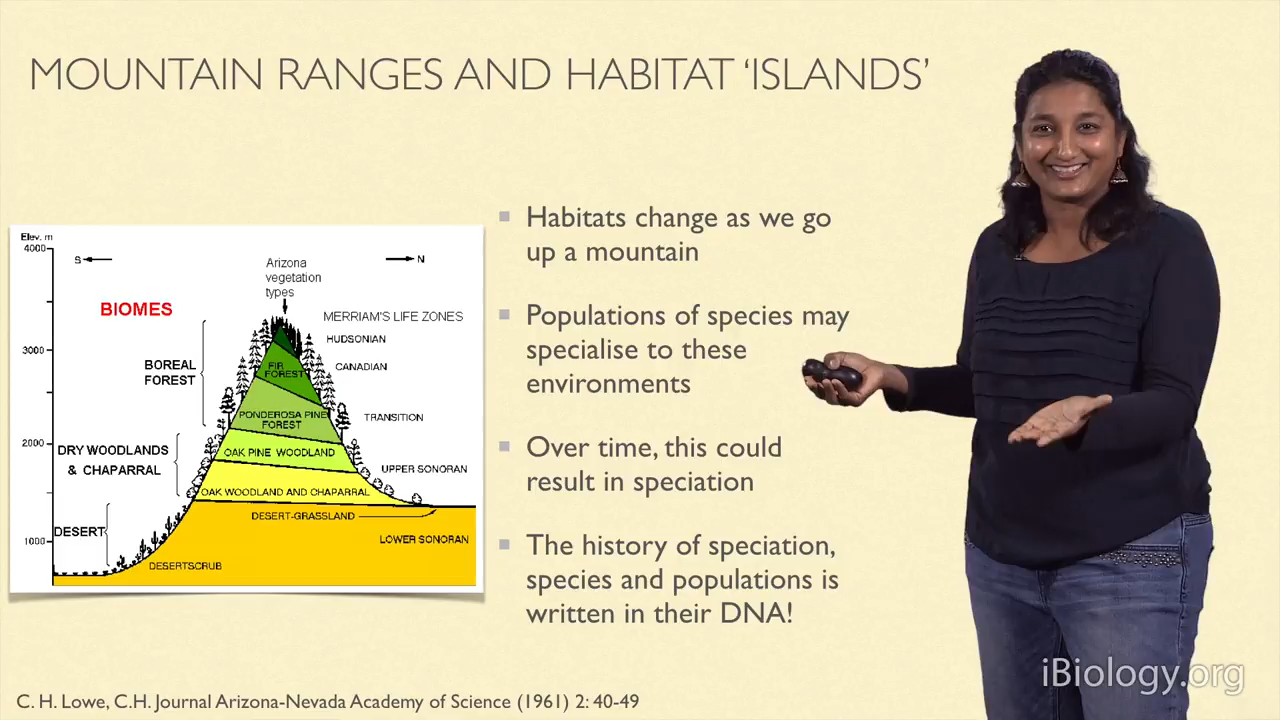 MOUNTAIN RANGES AND HABITAT ‘ISLANDS’
Elev. m
4000
S
N
Arizona
vegetation
types
BIOMES
MERRIAM'S LIFE ZONES
HUDSONIAN
3000
BOREAL
FOREST
FIR
FOREST
CANADIAN
PONDEROSA PINE
FOREST
TRANSITION
2000
DRY WOODLANDS
& CHAPARRAL
OAK PINE WOODLAND
UPPER SONORAN
OAK WOODLAND AND CHAPARRAL
DESERT-GRASSLAND
DESERT
1000
LOWER SONORAN
DESERTSCRUB
Habitats change as we go
up a mountain
Populations of species may
specialise to these
environments
Over time, this could
result in speciation
The history of speciation,
species and populations is
written in their DNA!
iBiology.org
C. H. Lowe, C.H. Journal Arizona-Nevada Academy of Science (1961) 2: 40-49